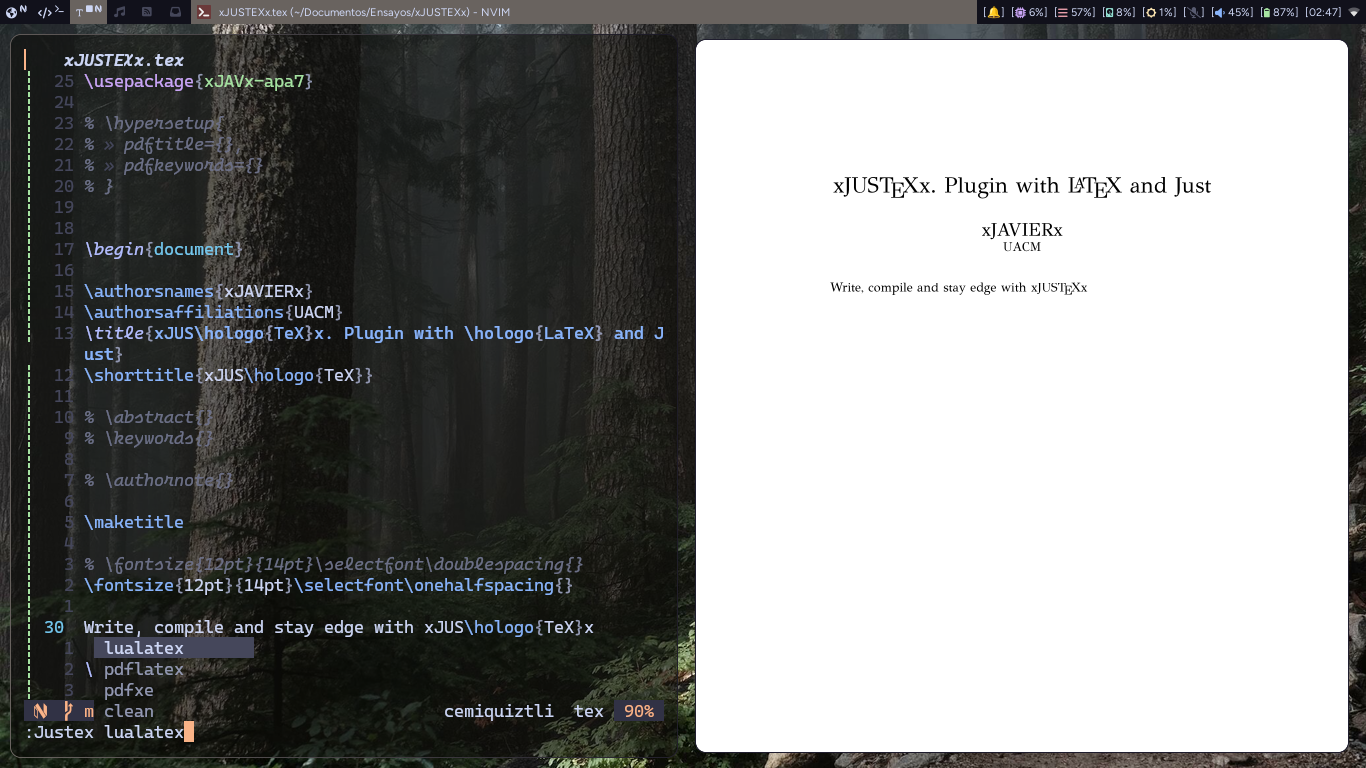 xJUSTEXx.tex (~/Documentos/Ensayos/xJUSTEXx) - NVIM
[🔔] [6%] [57%] [8%] [1%] [] [45%] [87%] [02:47]
xJUSTEXx.tex
25 \usepackage{xJAVx-apa7}
24
23 % \hypersetup{
22 % » pdftitle={},
21 % » pdfkeywords={}
20 % }
19
18
17 \begin{document}
16
15 \authorsnames{xJAVIERx}
14 \authorsaffiliations{UACM}
13 \title{xJUS\hologo{TeX}x. Plugin with \hologo{LaTeX} and J
ust}
12 \shorttitle{xJUS\hologo{TeX}}
11
10 % \abstract{}
9 % \keywords{}
8
7 % \authornote{}
6
5 \maketitle
4
3 % \fontsize{12pt}{14pt}\selectfont\doublespacing{}
2 \fontsize{12pt}{14pt}\selectfont\onehalfspacing{}
1
30 Write, compile and stay edge with xJUS\hologo{TeX}x
1 lualatex
2 \ pdflatex
3 pdfxe
m clean cemiquiztli tex 90%
:Justex lualatex
xJUSTEXx. Plugin with LATEX and Just
xJAVIERx
UACM
Write, compile and stay edge with xJUSTEXx